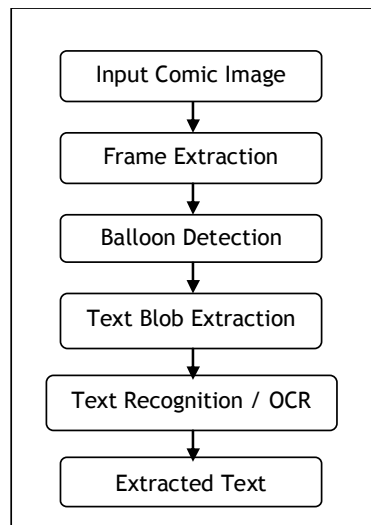 Input Comic Image
Frame Extraction
Balloon Detection
Text Blob Extraction
Text Recognition / OCR
Extracted Text